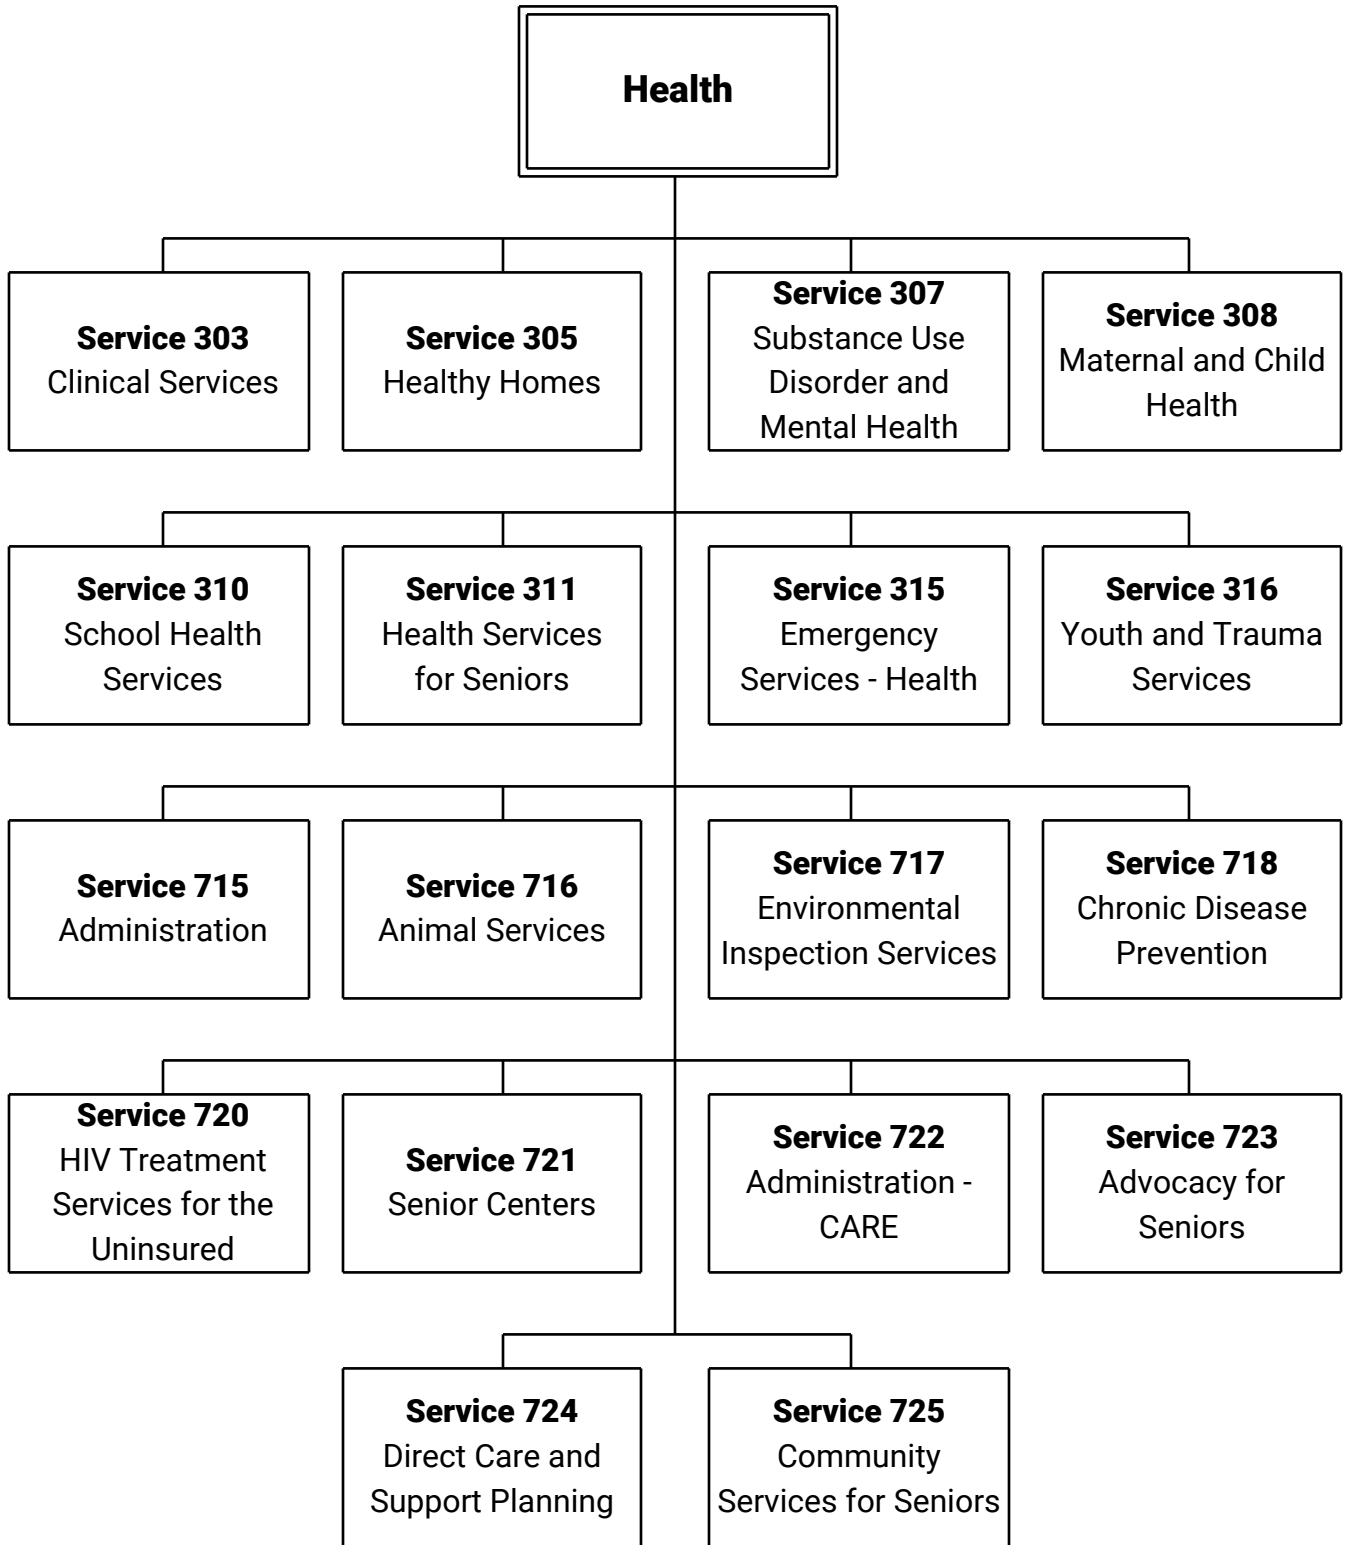 Health
Service 303
Clinical Services
Service 305
Healthy Homes
Service 307
Substance Use
Disorder and
Mental Health
Service 308
Maternal and Child
Health
Service 310
School Health
Services
Service 311
Health Services
for Seniors
Service 315
Emergency
Services - Health
Service 316
Youth and Trauma
Services
Service 715
Administration
Service 716
Animal Services
Service 717
Environmental
Inspection Services
Service 718
Chronic Disease
Prevention
Service 720
HIV Treatment
Services for the
Uninsured
Service 721
Senior Centers
Service 722
Administration -
CARE
Service 723
Advocacy for
Seniors
Service 724
Direct Care and
Support Planning
Service 725
Community
Services for Seniors